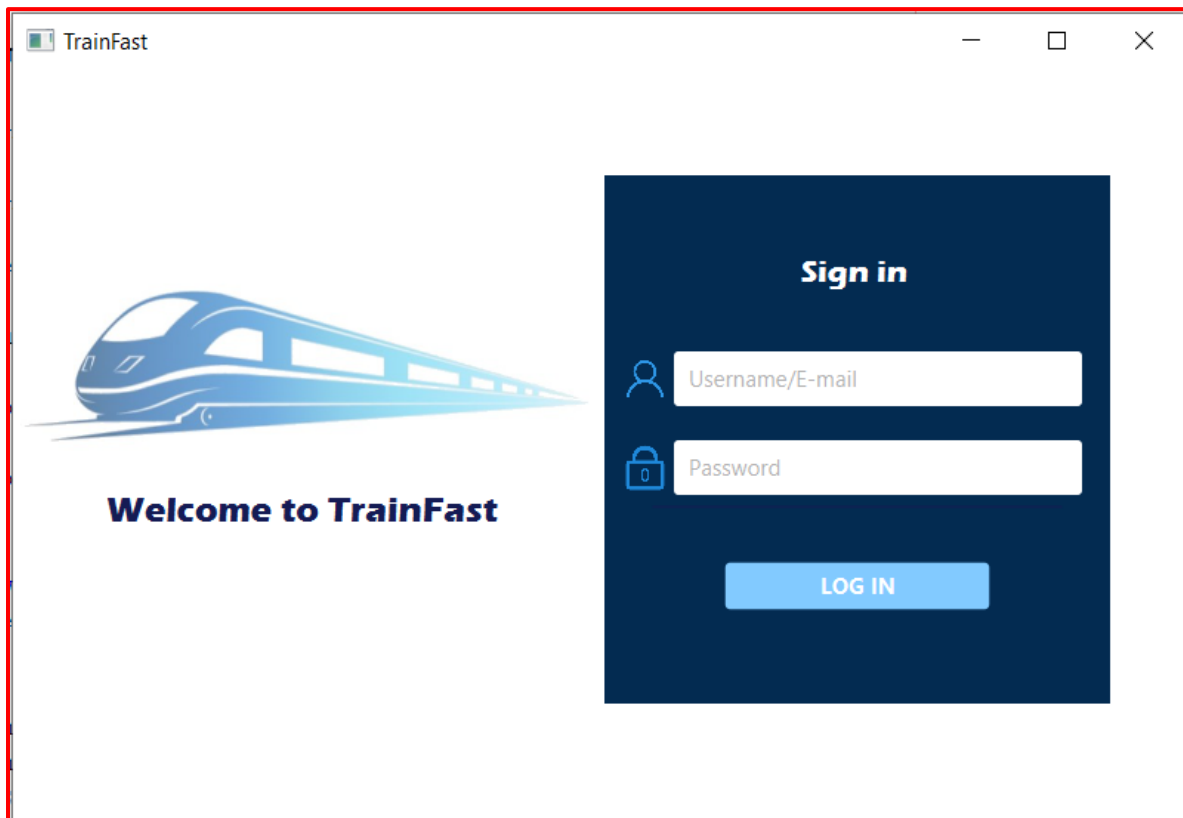 TrainFast
Sign in
Username/E-mail
Password
Welcome to TrainFast
LOG IN